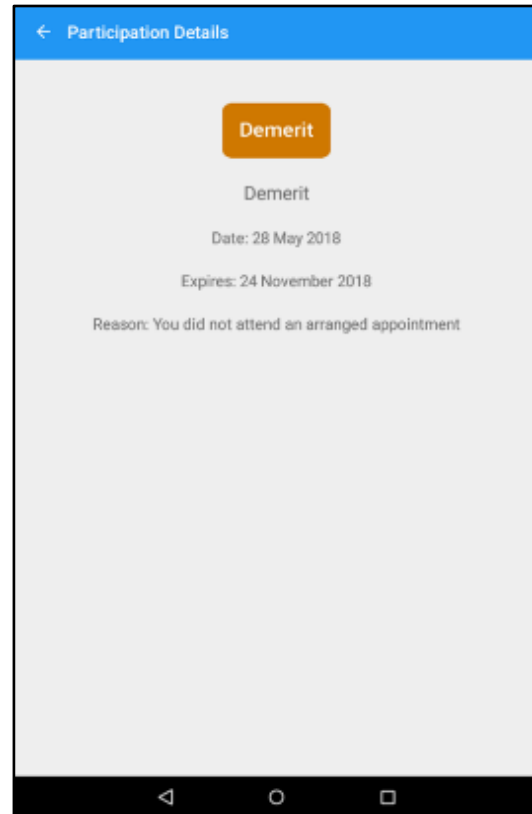 Participation Details
Demerit
Demerit
Date: 28 May 2018
Expires: 24 November 2018
Reason: You did not attend an arranged appointment